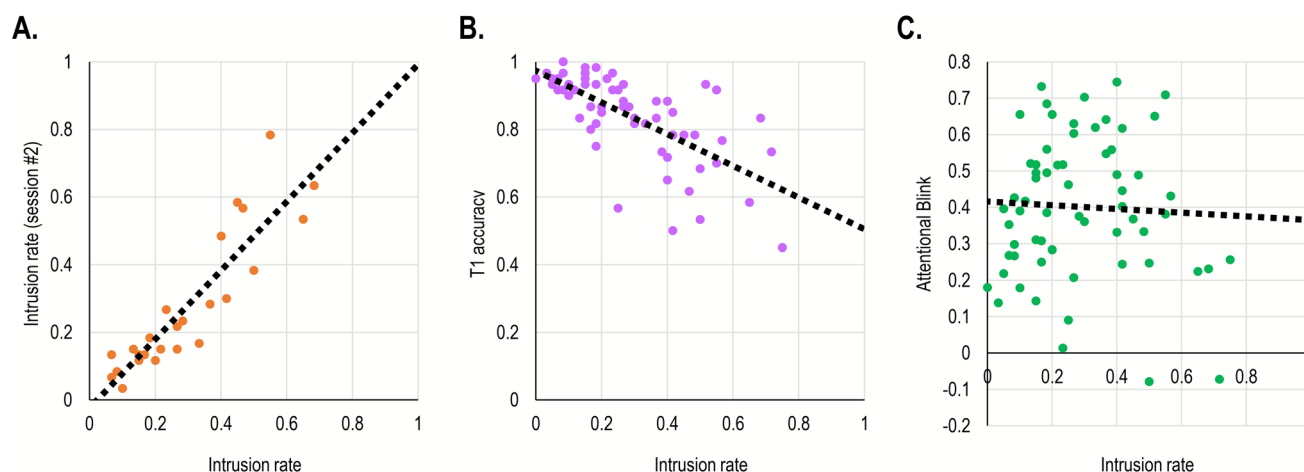 A.
Intrusion rate (session #2)
1
0.8
0.6
0.4
0.2
0
0 0.2 0.4 0.6 0.8 1
Intrusion rate
B.
T1 accuracy
1
0.8
0.6
0.4
0.2
0
0 0.2 0.4 0.6 0.8 1
Intrusion rate
C.
Attentional Blink
0.8
0.7
0.6
0.5
0.4
0.3
0.2
0.1
0
-0.1
-0.2
0 0.2 0.4 0.6 0.8
Intrusion rate